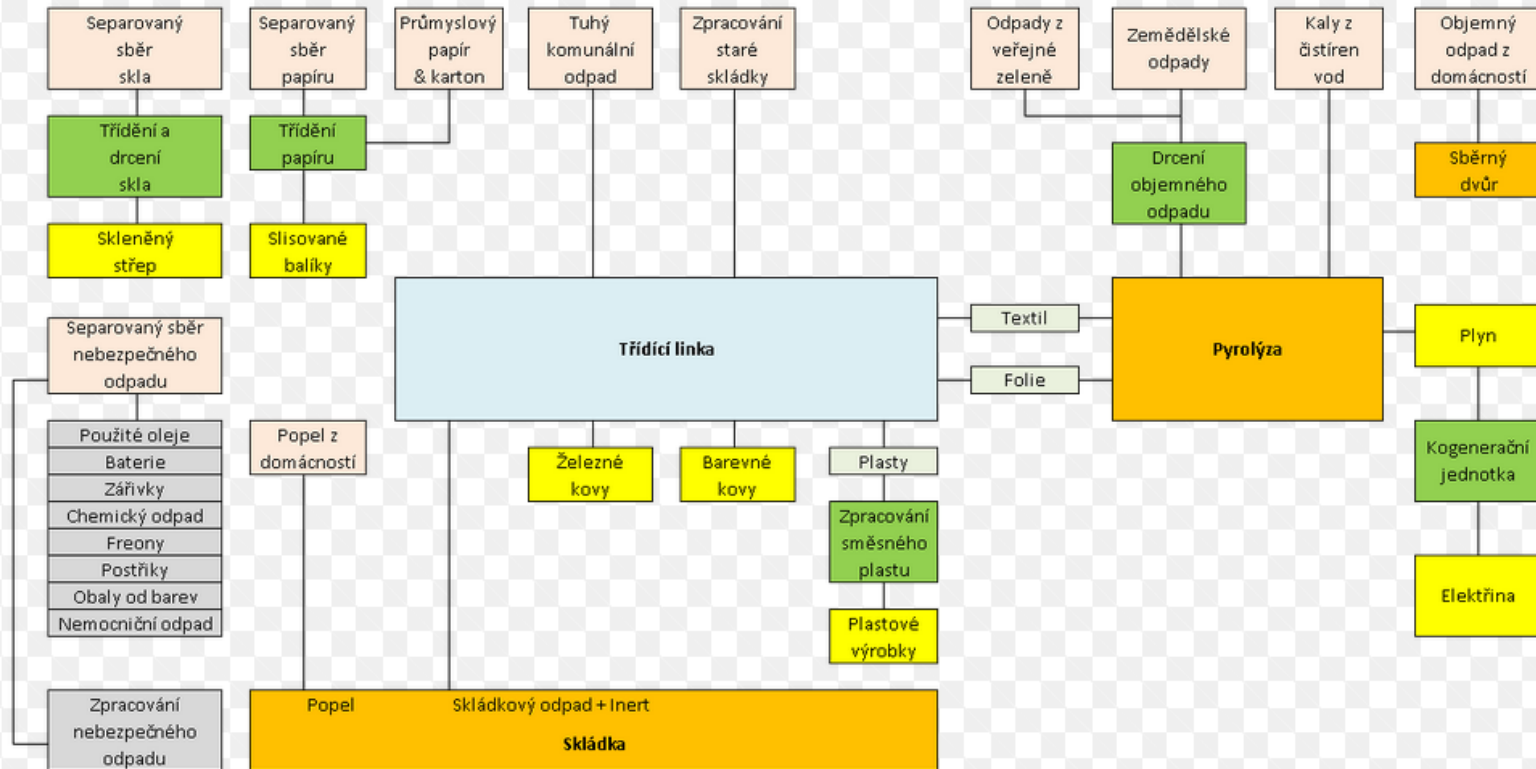 Separovaný
sběr
skla
Separovaný
sběr
papíru
Průmyslový
papír
& karton
Tuhý
komunální
odpad
Zpracování
staré
skládky
Odpady z
veřejné
zeleně
Zemědělské
odpady
Kaly z
čistíren
vod
Objemný
odpad z
domácností
Třídění a
drcení
skla
Třídění
papíru
Drcení
objemného
odpadu
Sběrný
dvůr
Skleněný
střep
Slisované
balíky
Separovaný sběr
nebezpečného
odpadu
Třídící linka
Textil
Folie
Pyrolýza
Plyn
Použité oleje
Baterie
Zářivky
Chemický odpad
Freony
Postřiky
Obaly od barev
Nemocniční odpad
Popel z
domácností
Železné
kovy
Barevné
kovy
Plasty
Zpracování
směsného
plastu
Plastové
výrobky
Kogenerační
jednotka
Elektřina
Zpracování
nebezpečného
odpadu
Popel
Skládkový odpad + Inert
Skládka